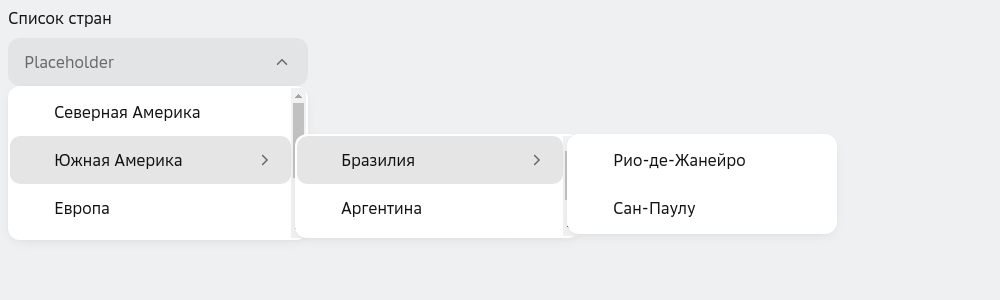 Список стран
Placeholder
Северная Америка
Южная Америка
Бразилия
Рио-де-Жанейро
Европа
Аргентина
Сан-Паулу